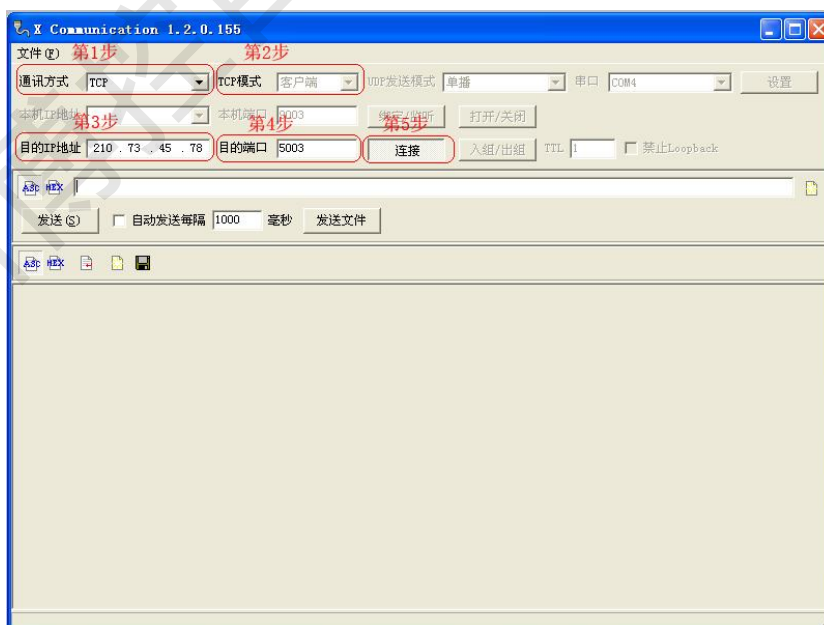 X Communication 1.2.0.155
文件(F) 第1步 第2步
通讯方式 TCP TCP模式 客户端 UDP发送模式 单播 串口 COM4 设置
本机IP地址 本机端口 绑定/监听 打开/关闭
第3步 第4步 第5步
目的IP地址 210 . 73 . 45 . 78 目的端口 5003 连接 入组/出组 TTL 1 禁止Loopback
ASC HEX
发送(S) 自动发送每隔 1000 毫秒 发送文件
ASC HEX